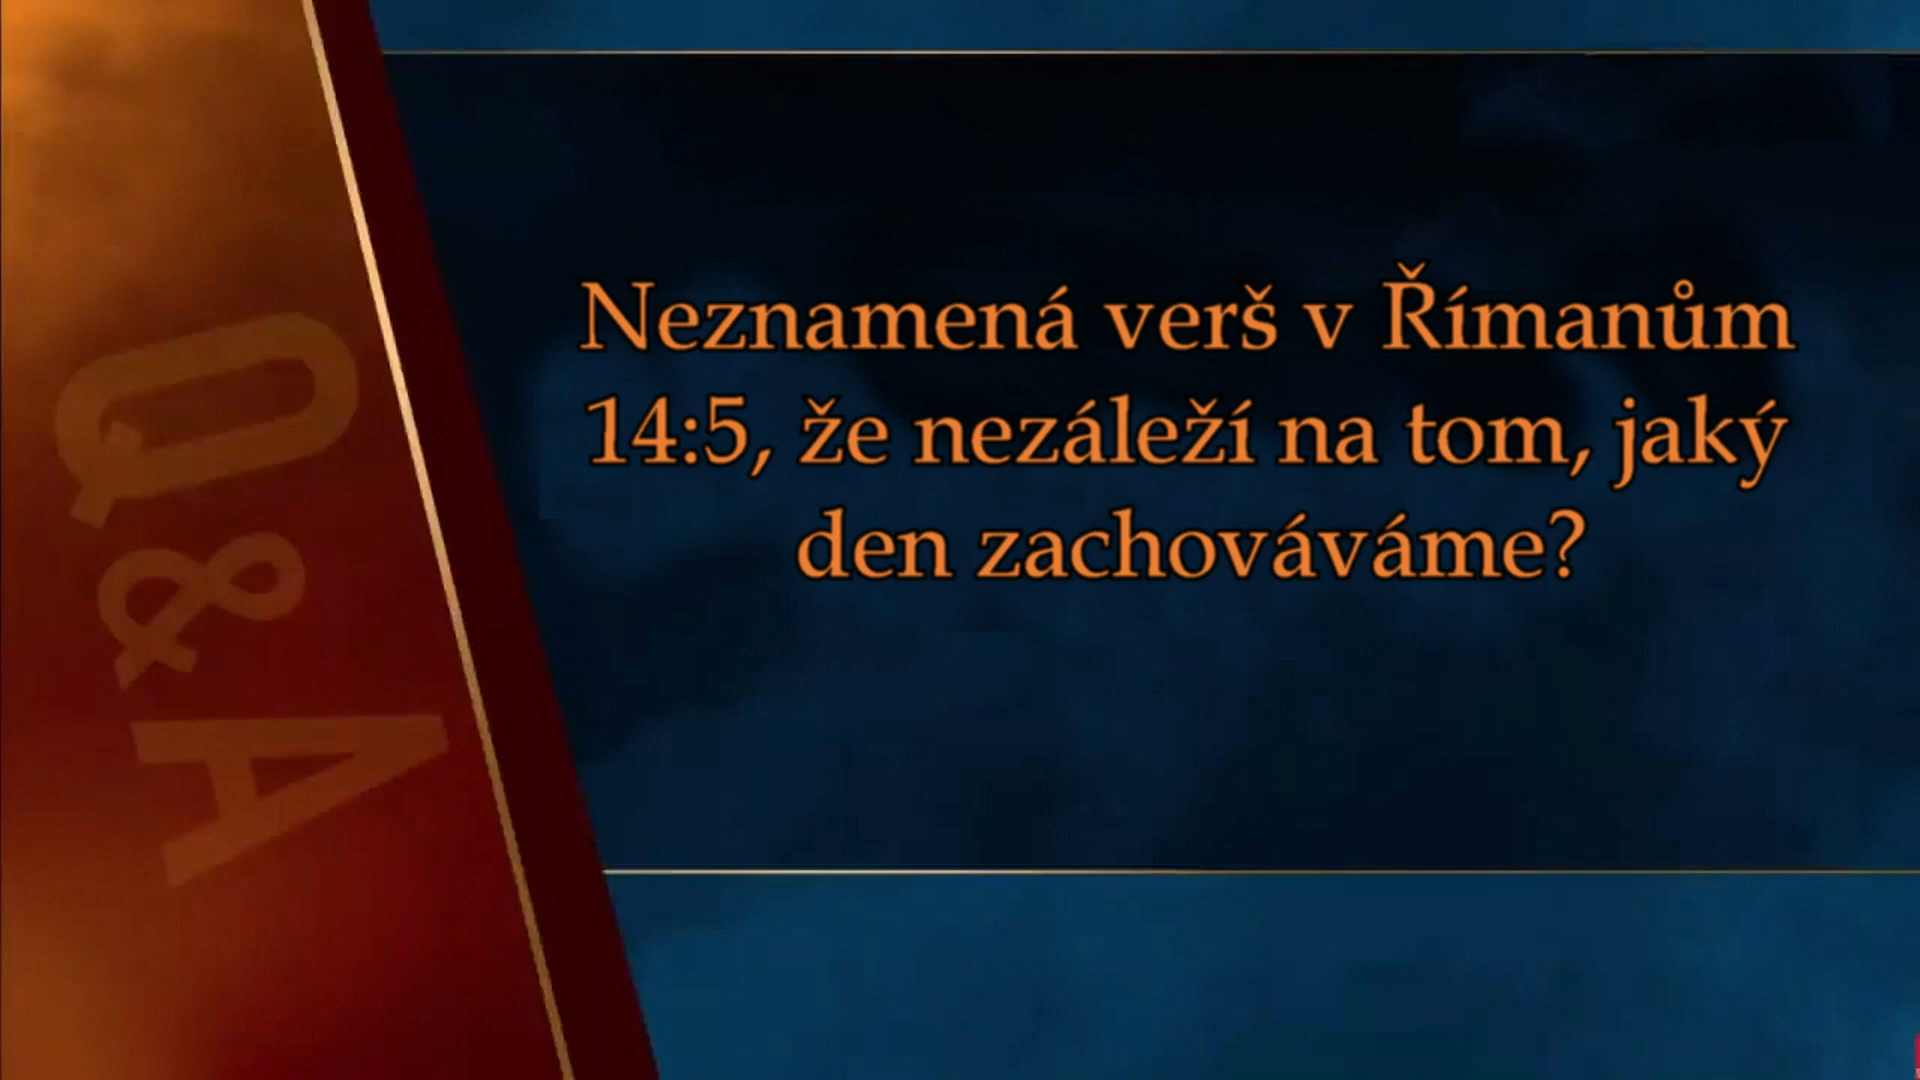 Neznamená verš v Římanům
14:5, že nezáleží na tom, jaký
den zachováváme?
Q & A